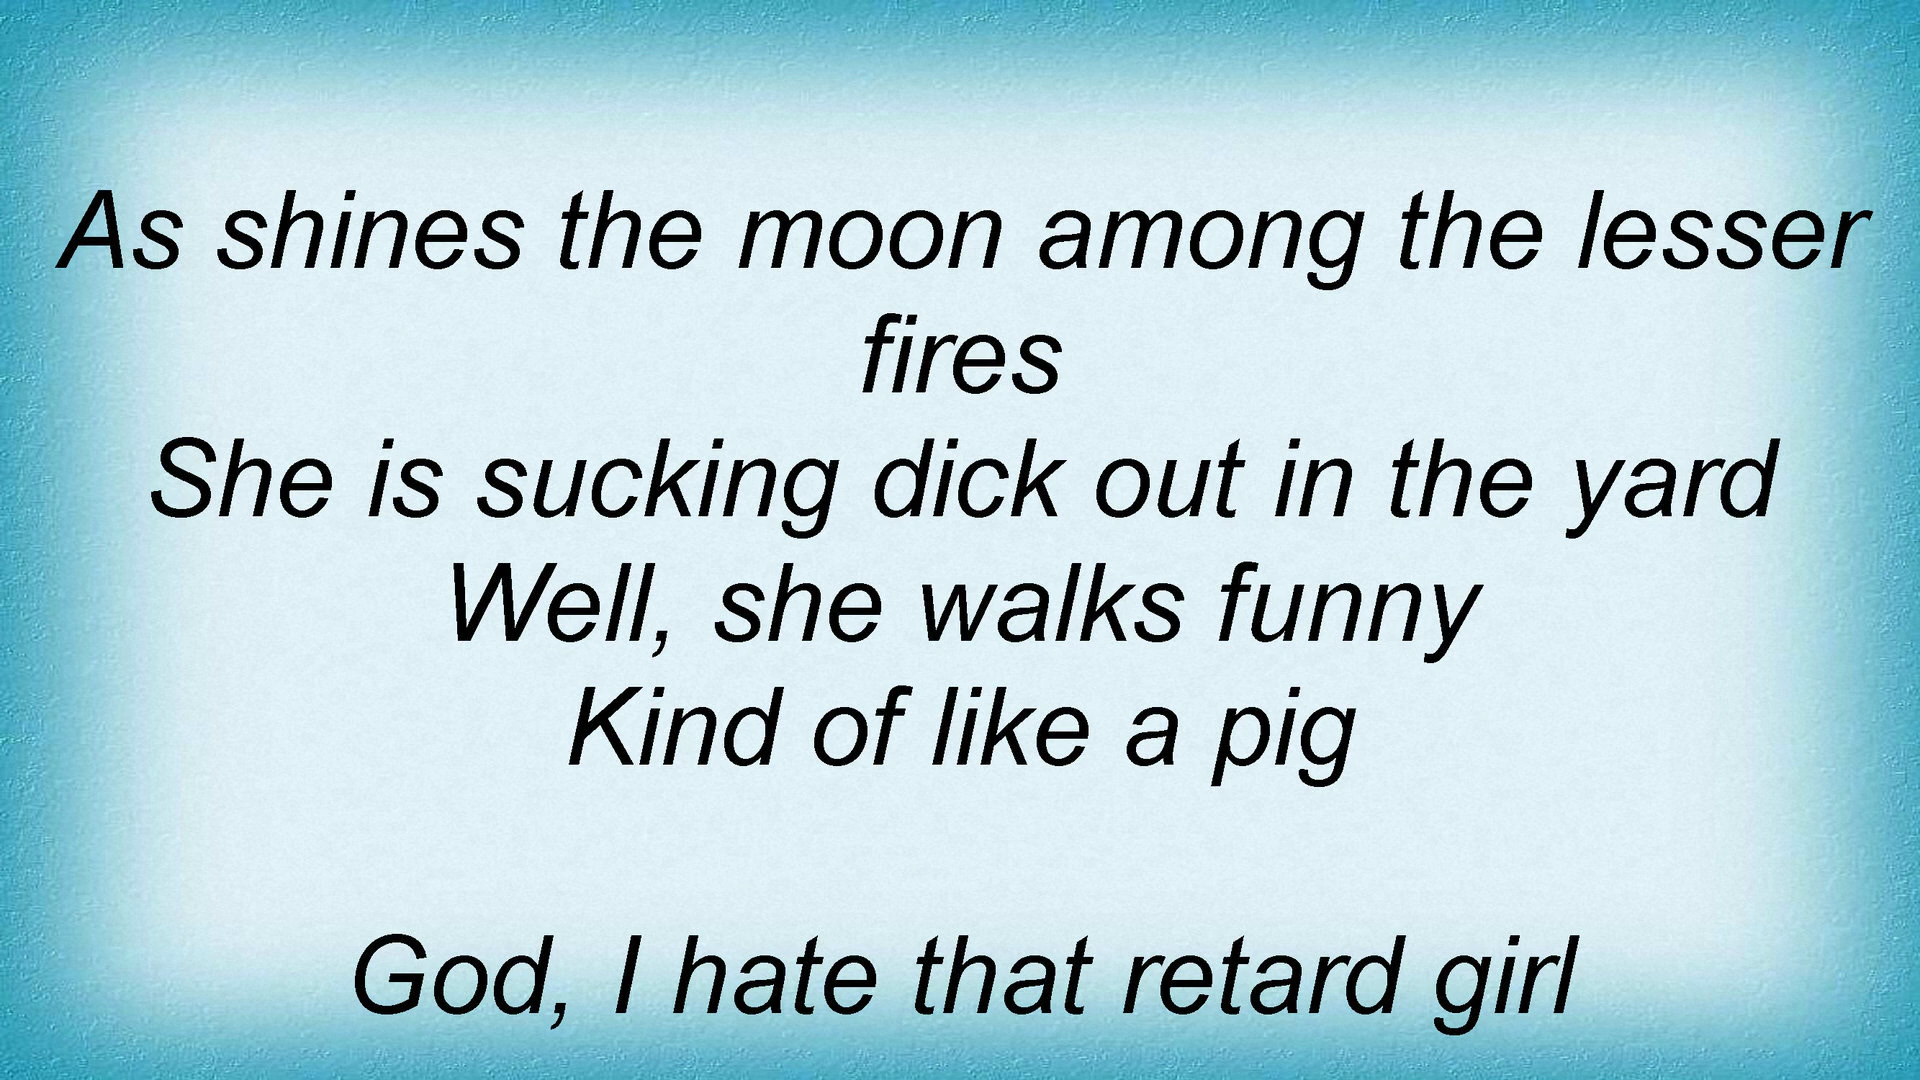 As shines the moon among the lesser
fires
She is sucking dick out in the yard
Well, she walks funny
Kind of like a pig
God, I hate that retard girl